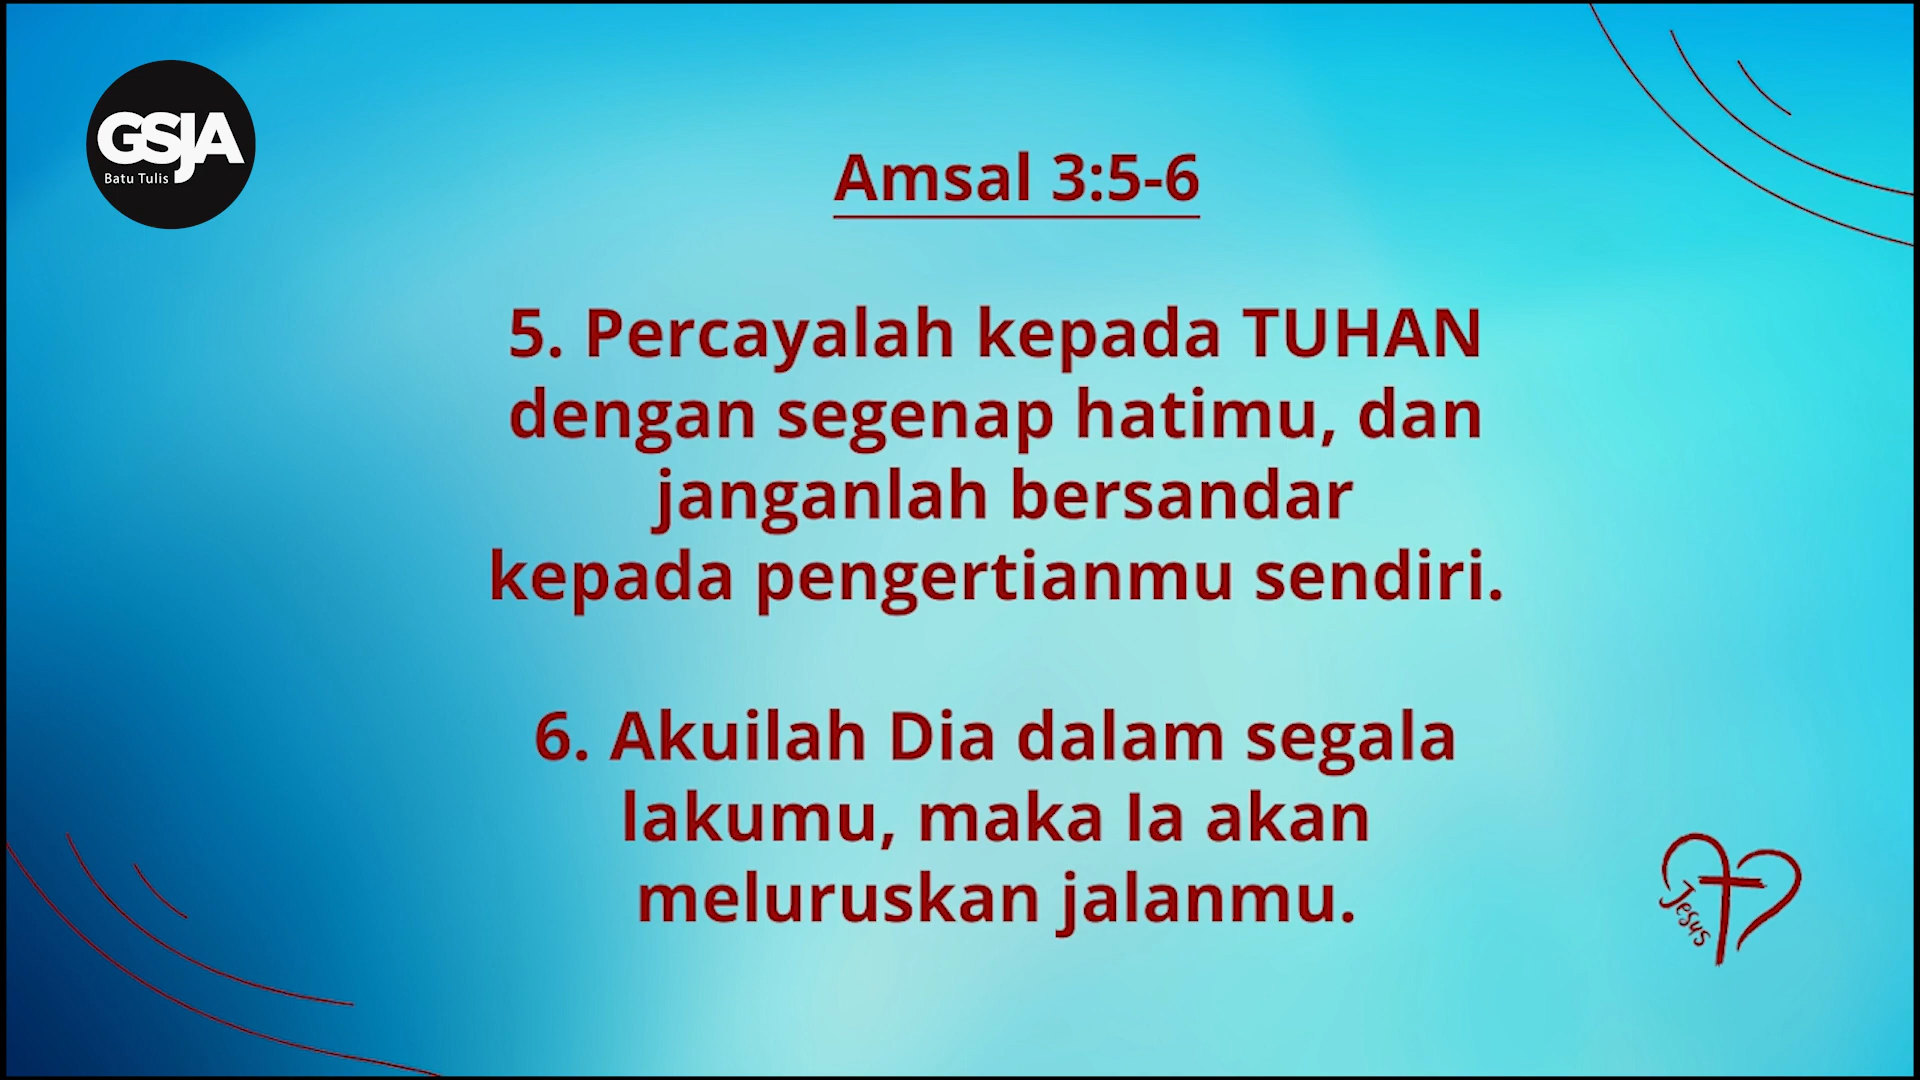 GSJA
Batu Tulis
Amsal 3:5-6
5. Percayalah kepada TUHAN
dengan segenap hatimu, dan
janganlah bersandar
kepada pengertianmu sendiri.
6. Akuilah Dia dalam segala
lakumu, maka Ia akan
meluruskan jalanmu.
Jesus